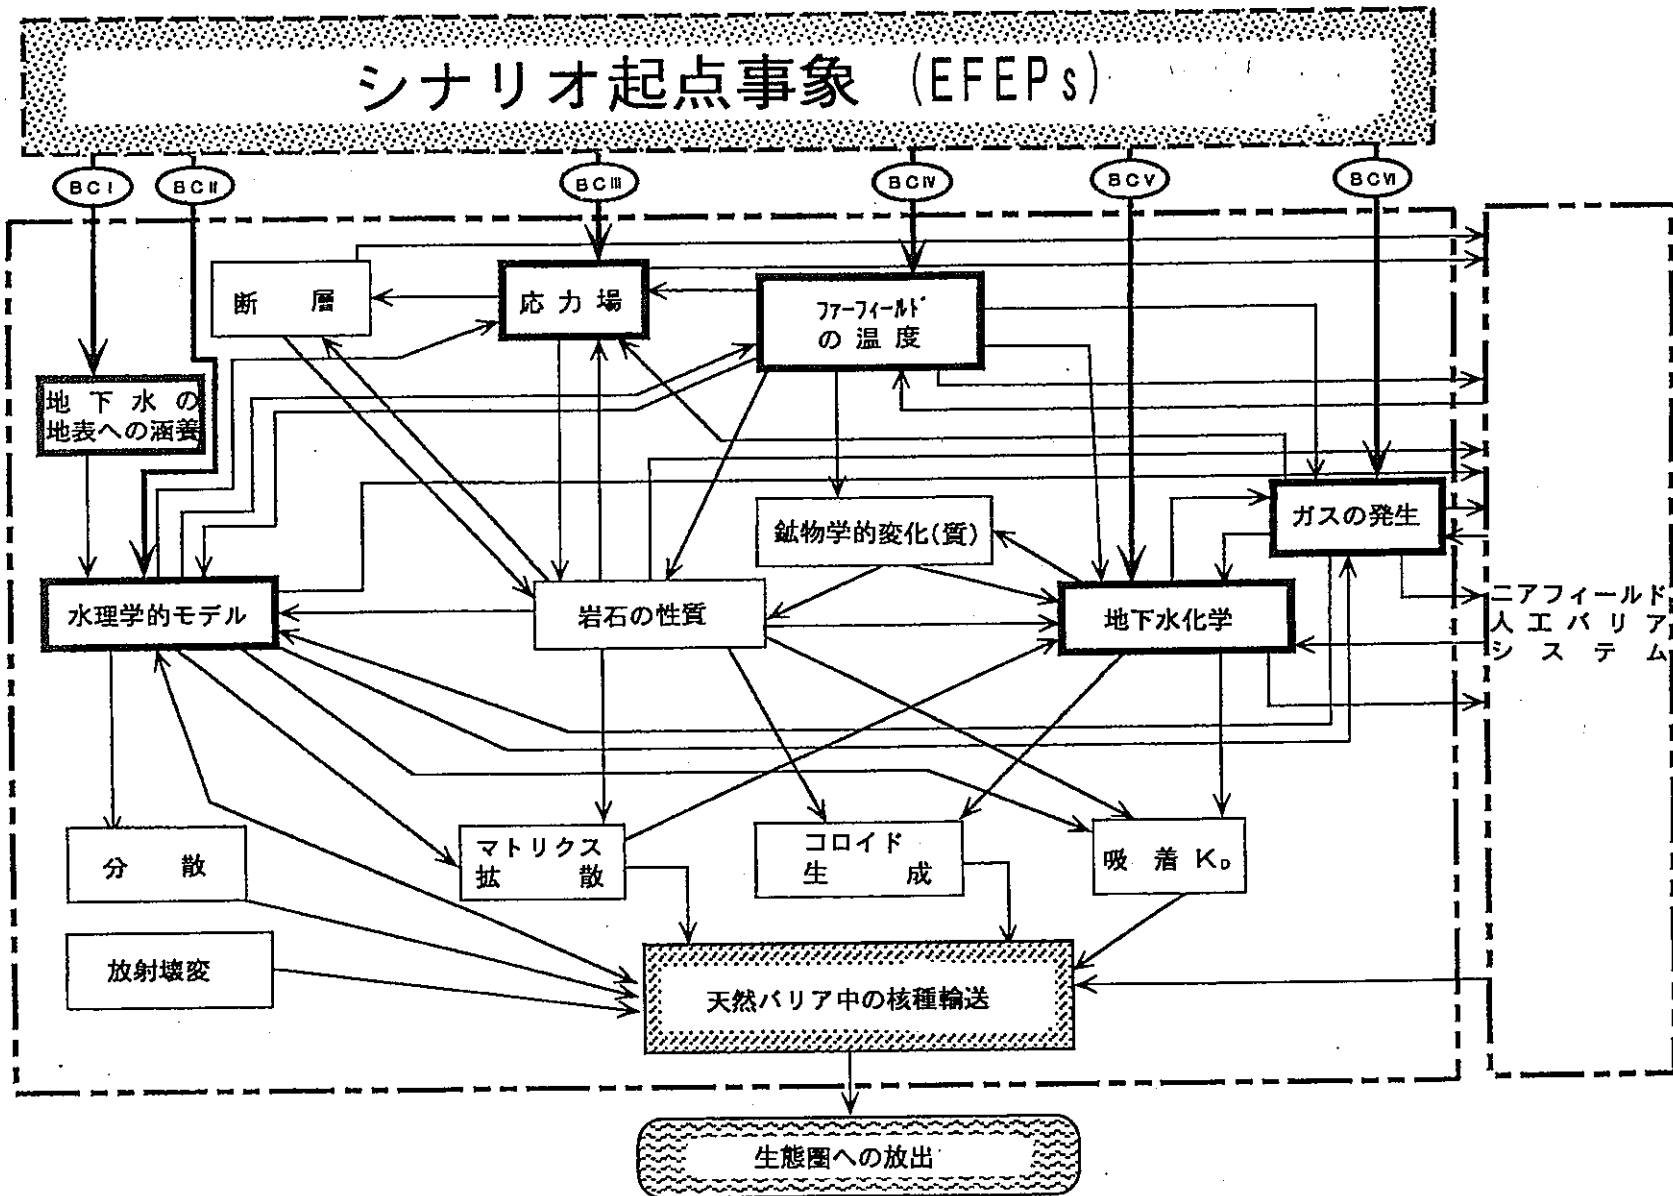 シナリオ起点事象 (EFEPs)
BCⅠ
BCⅡ
BCⅢ
BCⅣ
BCⅤ
BCⅥ
断層
応力場
ファーフィールド
の温度
地下水の
地表への涵養
鉱物学的変化(質)
ガスの発生
水理学的モデル
岩石の性質
地下水化学
ニアフィールド
人工バリア
システム
分散
マトリクス
拡散
コロイド
生成
吸着 KD
放射壊変
天然バリア中の核種輸送
生態圏への放出